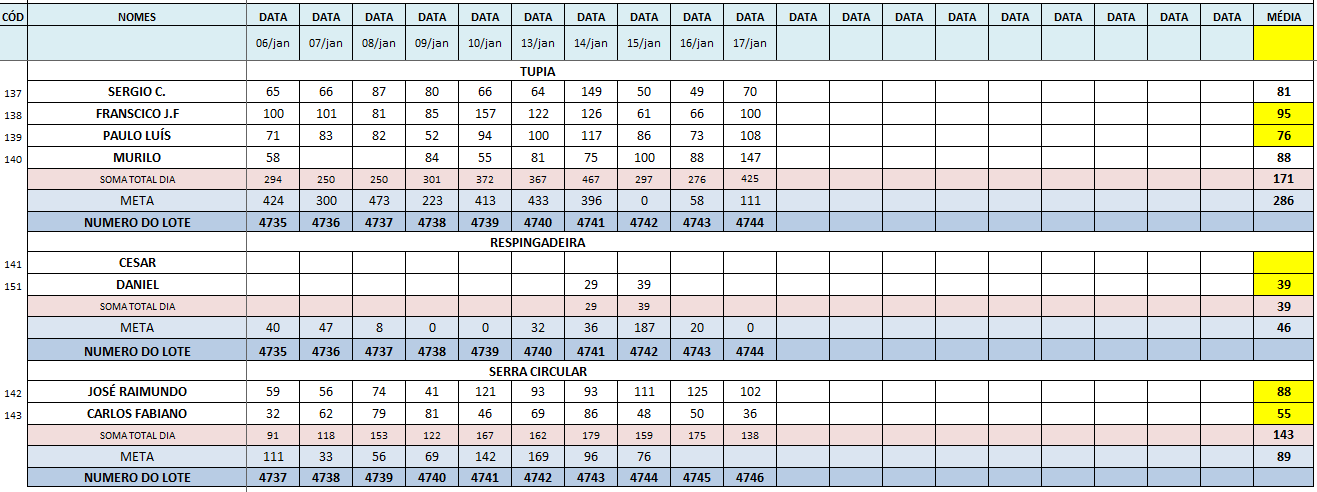 CÓD NOMES DATA DATA DATA DATA DATA DATA DATA DATA DATA DATA DATA DATA DATA DATA DATA DATA DATA DATA DATA MÉDIA
06/jan 07/jan 08/jan 09/jan 10/jan 13/jan 14/jan 15/jan 16/jan 17/jan
TUPIA
137 SERGIO C. 65 66 87 80 66 64 149 50 49 70 81
138 FRANSCICO J.F 100 101 81 85 157 122 126 61 66 100 95
139 PAULO LUÍS 71 83 82 52 94 100 117 86 73 108 76
140 MURILO 58 84 55 81 75 100 88 147 88
SOMA TOTAL DIA 294 250 250 301 372 367 467 297 276 425 171
META 424 300 473 223 413 433 396 0 58 111 286
NUMERO DO LOTE 4735 4736 4737 4738 4739 4740 4741 4742 4743 4744
RESPINGADEIRA
141 CESAR
151 DANIEL 29 39 39
SOMA TOTAL DIA 29 39 39
META 40 47 8 0 0 32 36 187 20 0 46
NUMERO DO LOTE 4735 4736 4737 4738 4739 4740 4741 4742 4743 4744
SERRA CIRCULAR
142 JOSÉ RAIMUNDO 59 56 74 41 121 93 93 111 125 102 88
143 CARLOS FABIANO 32 62 79 81 46 69 86 48 50 36 55
SOMA TOTAL DIA 91 118 153 122 167 162 179 159 175 138 143
META 111 33 56 69 142 169 96 76 89
NUMERO DO LOTE 4737 4738 4739 4740 4741 4742 4743 4744 4745 4746